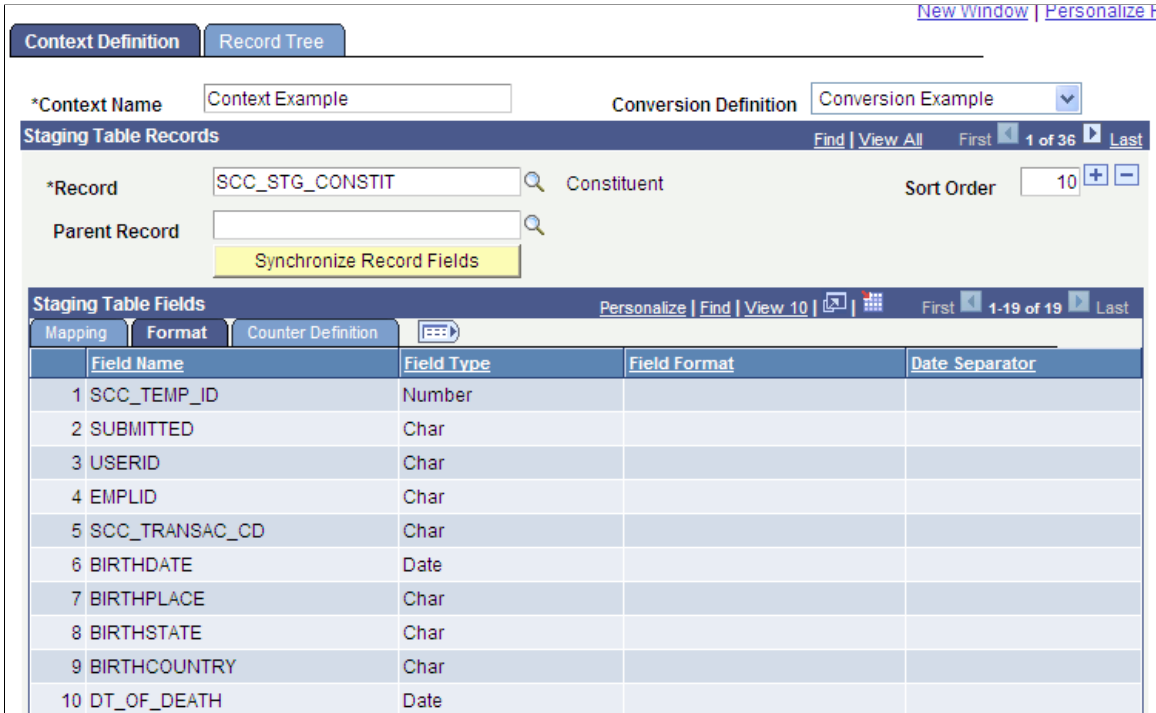 New Window | Personalize
Context Definition Record Tree
*Context Name Context Example Conversion Definition Conversion Example
Staging Table Records Find | View All First 1 of 36 Last
*Record SCC_STG_CONSTIT Constituent Sort Order 10
Parent Record
Synchronize Record Fields
Staging Table Fields Personalize | Find | View 10 | | First 1-19 of 19 Last
Mapping Format Counter Definition
Field Name Field Type Field Format Date Separator
1 SCC_TEMP_ID Number
2 SUBMITTED Char
3 USERID Char
4 EMPLID Char
5 SCC_TRANSAC_CD Char
6 BIRTHDATE Date
7 BIRTHPLACE Char
8 BIRTHSTATE Char
9 BIRTHCOUNTRY Char
10 DT_OF_DEATH Date